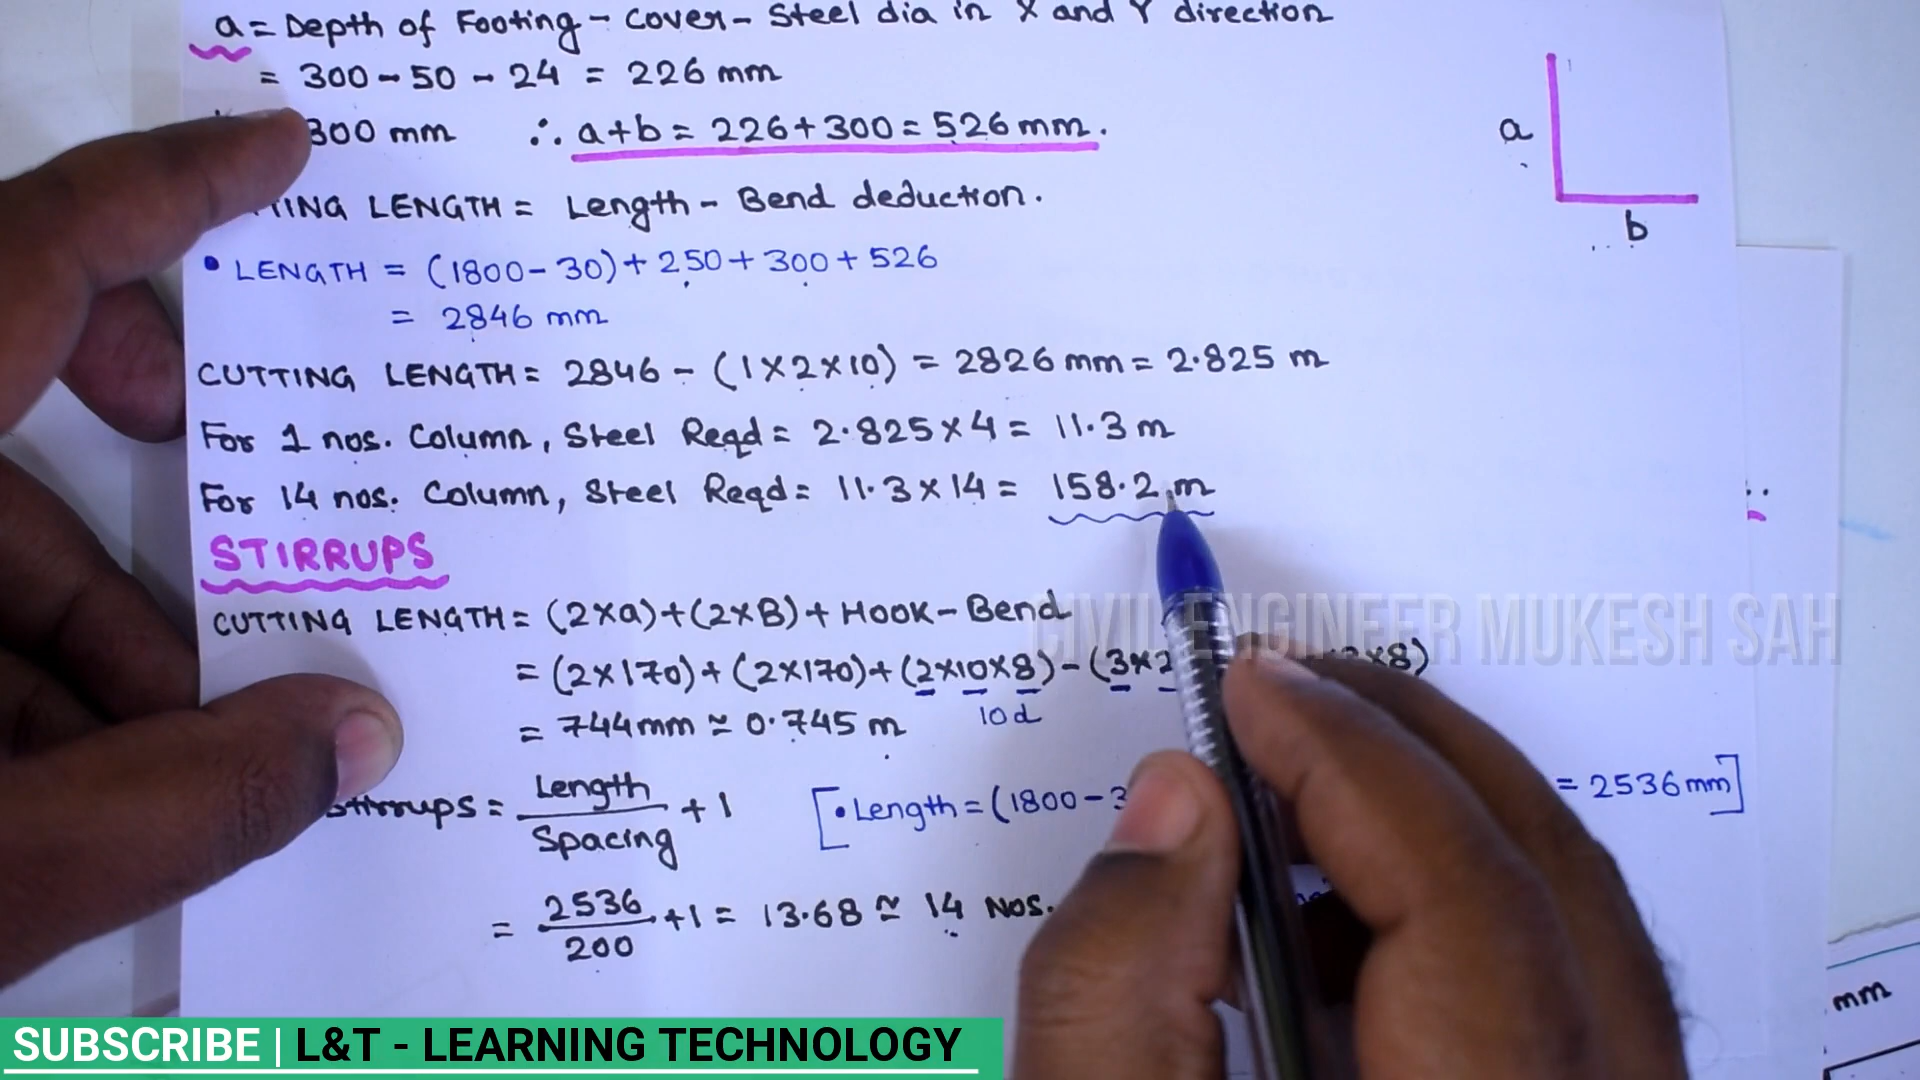 a = Depth of Footing - Cover - Steel dia in X and Y direction
= 300 - 50 - 24 = 226 mm
300 mm ∴ a+b = 226+300 = 526 mm.
a
b
TING LENGTH = Length - Bend deduction.
• LENGTH = (1800-30)+250+300+526
= 2846 mm
CUTTING LENGTH = 2846 - (1×2×10) = 2826 mm = 2.825 m
For 1 nos. Column, Steel Reqd = 2.825×4 = 11.3 m
For 14 nos. Column, Steel Reqd = 11.3×14 = 158.2 m
STIRRUPS
CUTTING LENGTH = (2×a)+(2×B)+HOOK-Bend
CIVIL ENGINEER MUKESH SAH
= (2×170)+(2×170)+(2×10×8)-(3×2 ×8)
10d
= 744mm ≃ 0.745 m
Stirrups = Length / Spacing + 1 [• Length = (1800-3 = 2536 mm]
= 2536 / 200 +1 = 13.68 ≃ 14 Nos.
mm
SUBSCRIBE | L&T - LEARNING TECHNOLOGY